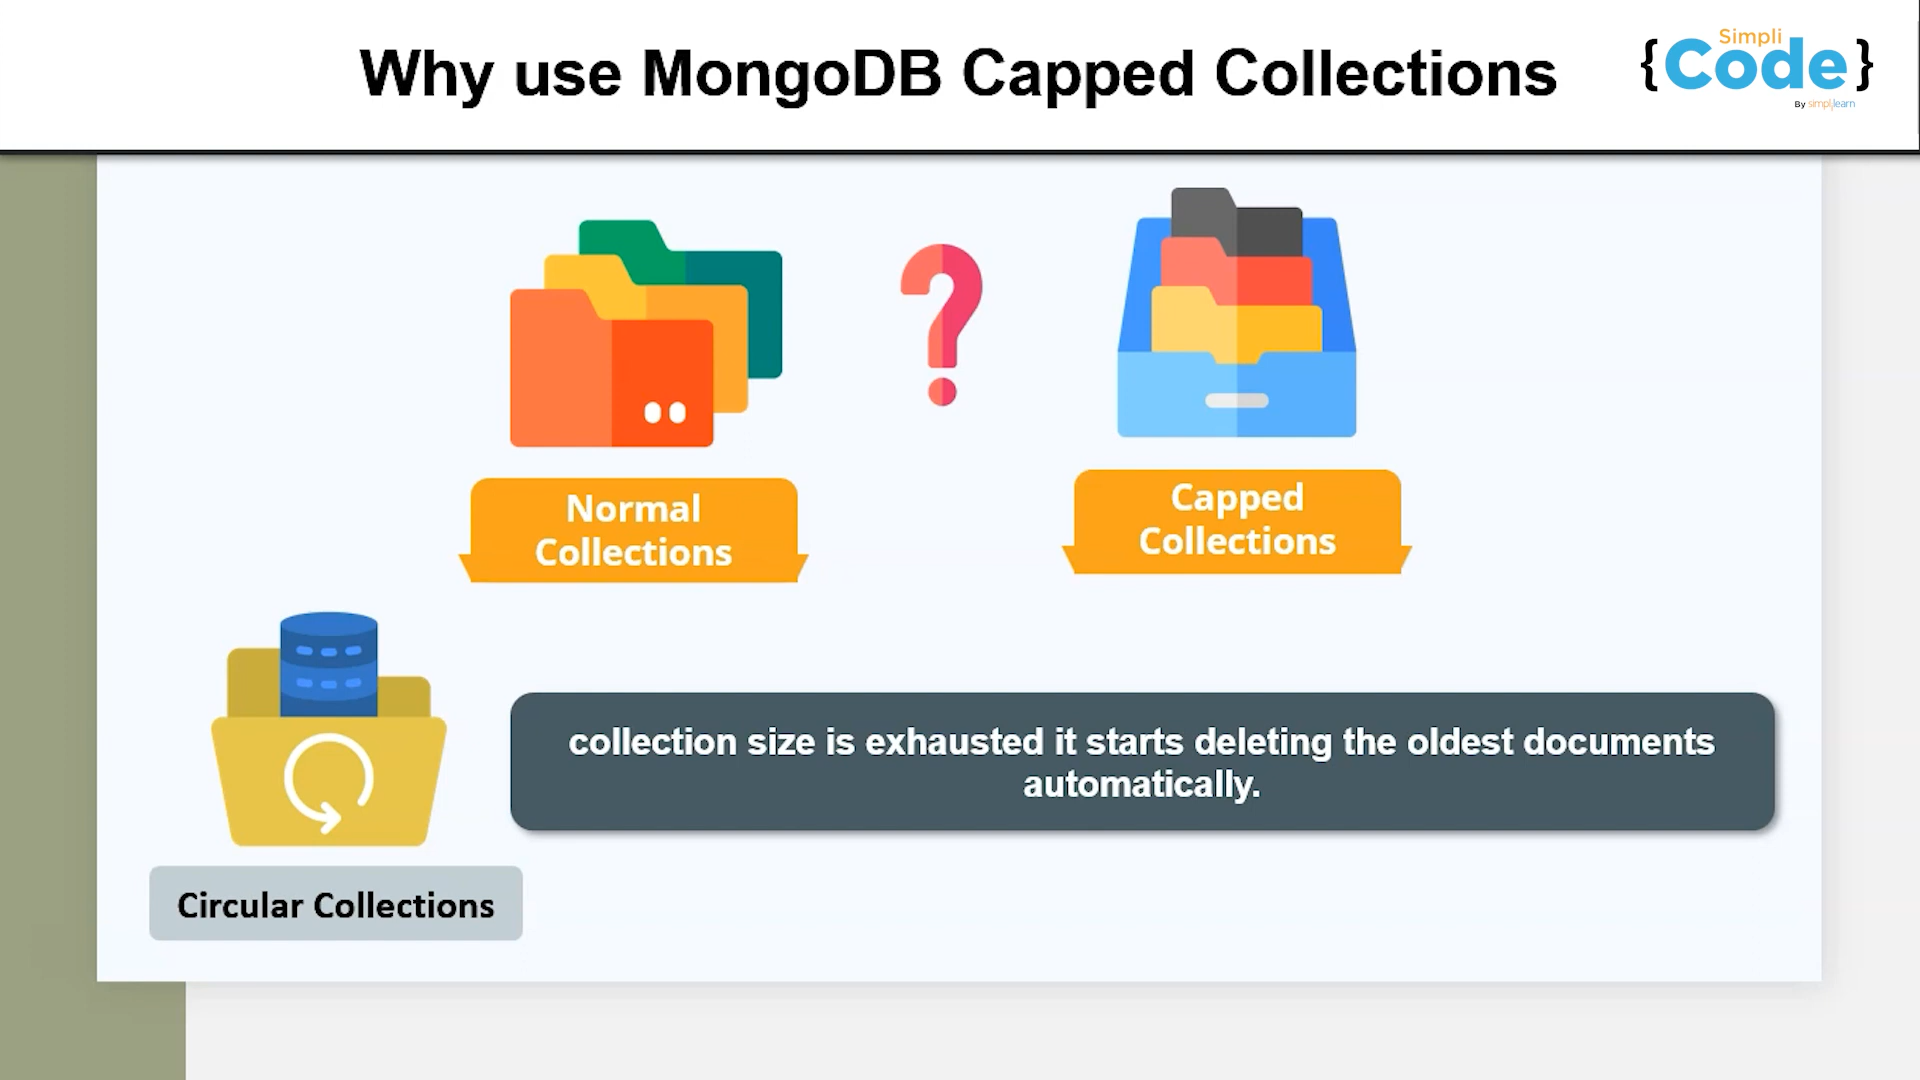 Why use MongoDB Capped Collections
Simpli
{Code}
By simplilearn
Normal
Collections
Capped
Collections
collection size is exhausted it starts deleting the oldest documents
automatically.
Circular Collections